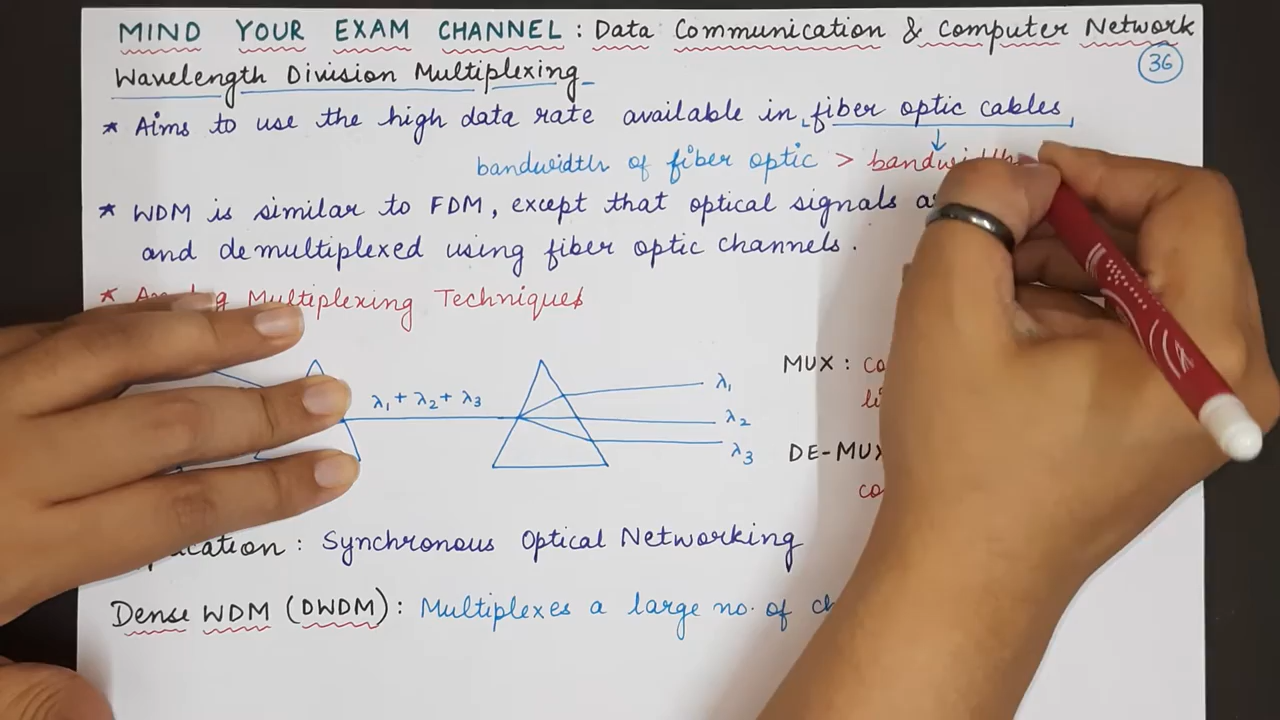 MIND YOUR EXAM CHANNEL : Data Communication & Computer Network
Wavelength Division Multiplexing
36
* Aims to use the high data rate available in fiber optic cables
bandwidth of fiber optic >
* WDM is similar to FDM, except that optical signals
and demultiplexed using fiber optic channels.
* Multiplexing Techniques
λ₁ + λ₂ + λ₃
λ₁
λ₂
λ₃
MUX :
DE-MUX
: Synchronous Optical Networking
Dense WDM (DWDM) : Multiplexes a large no. of